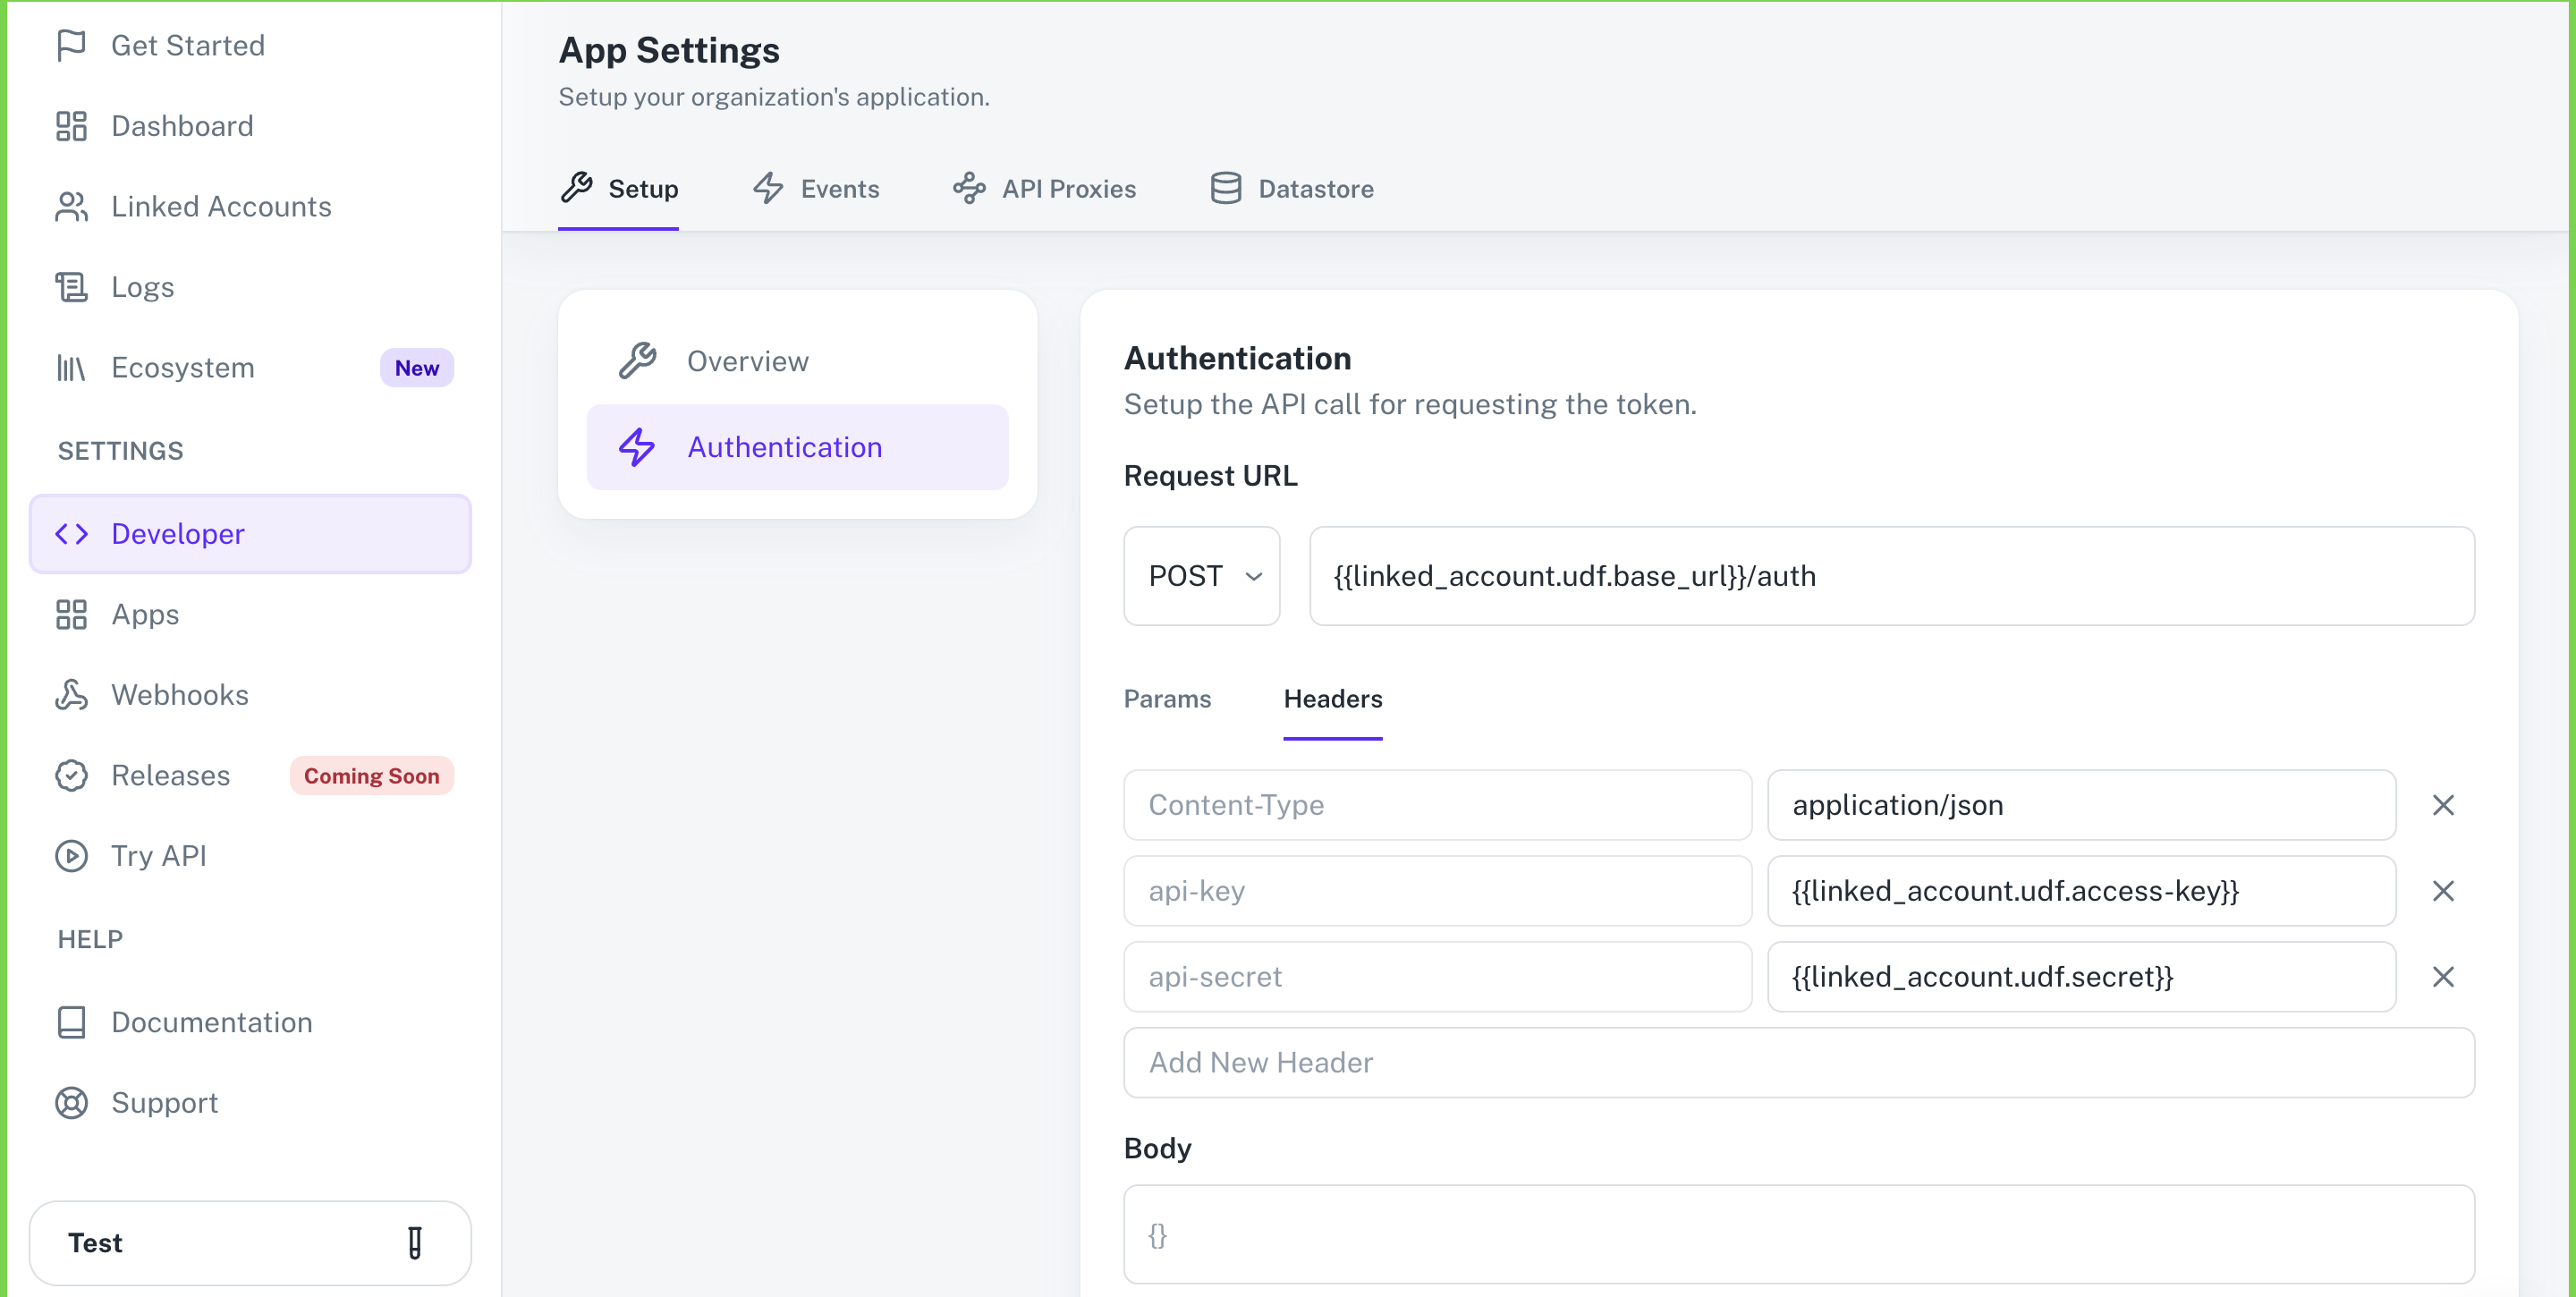 Get Started
Dashboard
Linked Accounts
Logs
Ecosystem New
SETTINGS
Developer
Apps
Webhooks
Releases Coming Soon
Try API
HELP
Documentation
Support
Test
App Settings
Setup your organization's application.
Setup Events API Proxies Datastore
Overview
Authentication
Authentication
Setup the API call for requesting the token.
Request URL
POST {{linked_account.udf.base_url}}/auth
Params Headers
Content-Type application/json
api-key {{linked_account.udf.access-key}}
api-secret {{linked_account.udf.secret}}
Add New Header
Body
{}